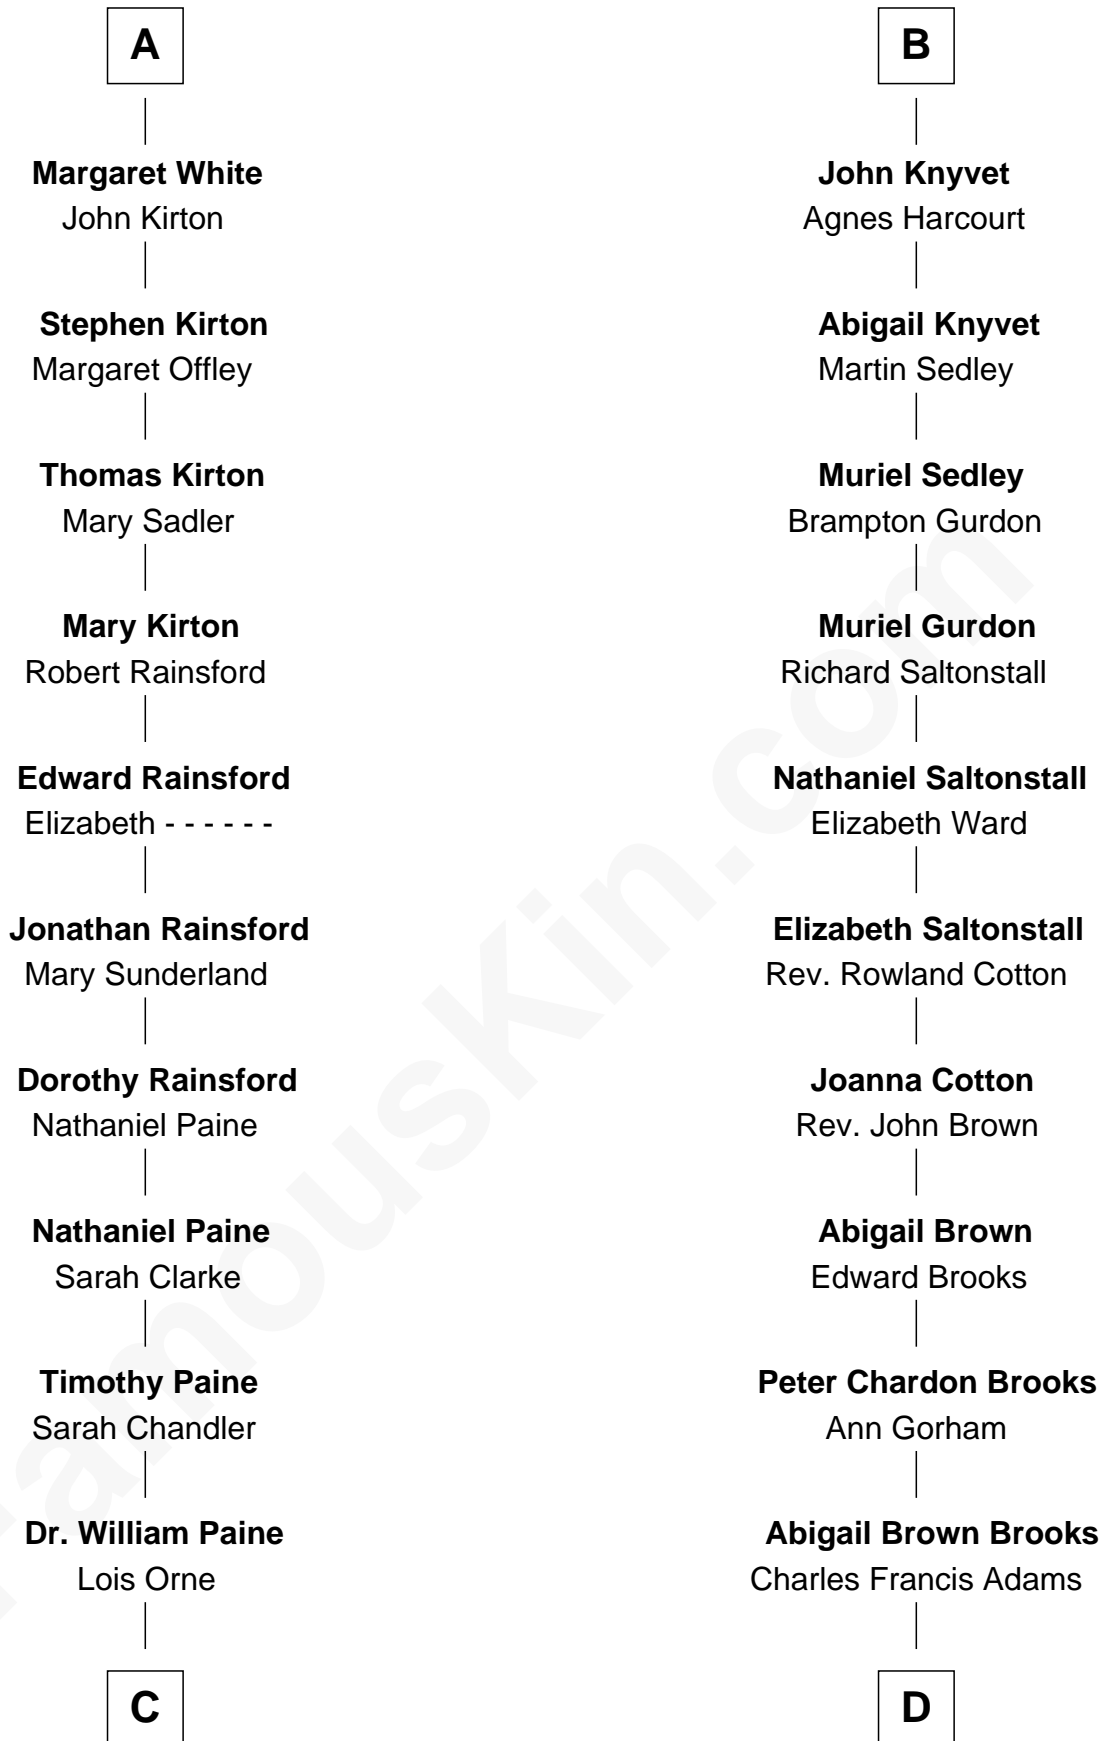 A
Margaret White
John Kirton
Stephen Kirton
Margaret Offley
Thomas Kirton
Mary Sadler
Mary Kirton
Robert Rainsford
Edward Rainsford
Elizabeth - - - - - -
Jonathan Rainsford
Mary Sunderland
Dorothy Rainsford
Nathaniel Paine
Nathaniel Paine
Sarah Clarke
Timothy Paine
Sarah Chandler
Dr. William Paine
Lois Orne
C
B
John Knyvet
Agnes Harcourt
Abigail Knyvet
Martin Sedley
Muriel Sedley
Brampton Gurdon
Muriel Gurdon
Richard Saltonstall
Nathaniel Saltonstall
Elizabeth Ward
Elizabeth Saltonstall
Rev. Rowland Cotton
Joanna Cotton
Rev. John Brown
Abigail Brown
Edward Brooks
Peter Chardon Brooks
Ann Gorham
Abigail Brown Brooks
Charles Francis Adams
D
FamousKin.com